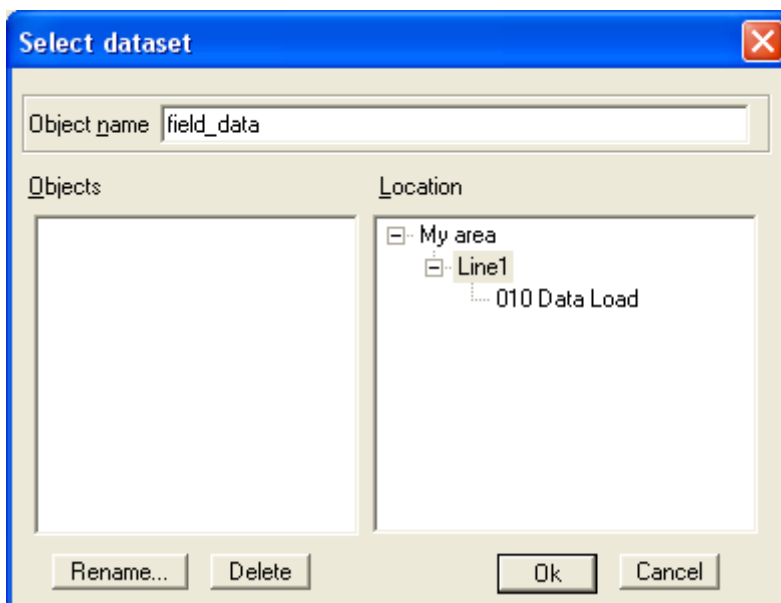 Select dataset
Object name field_data
Objects Location
My area
Line1
010 Data Load
Rename... Delete Ok Cancel